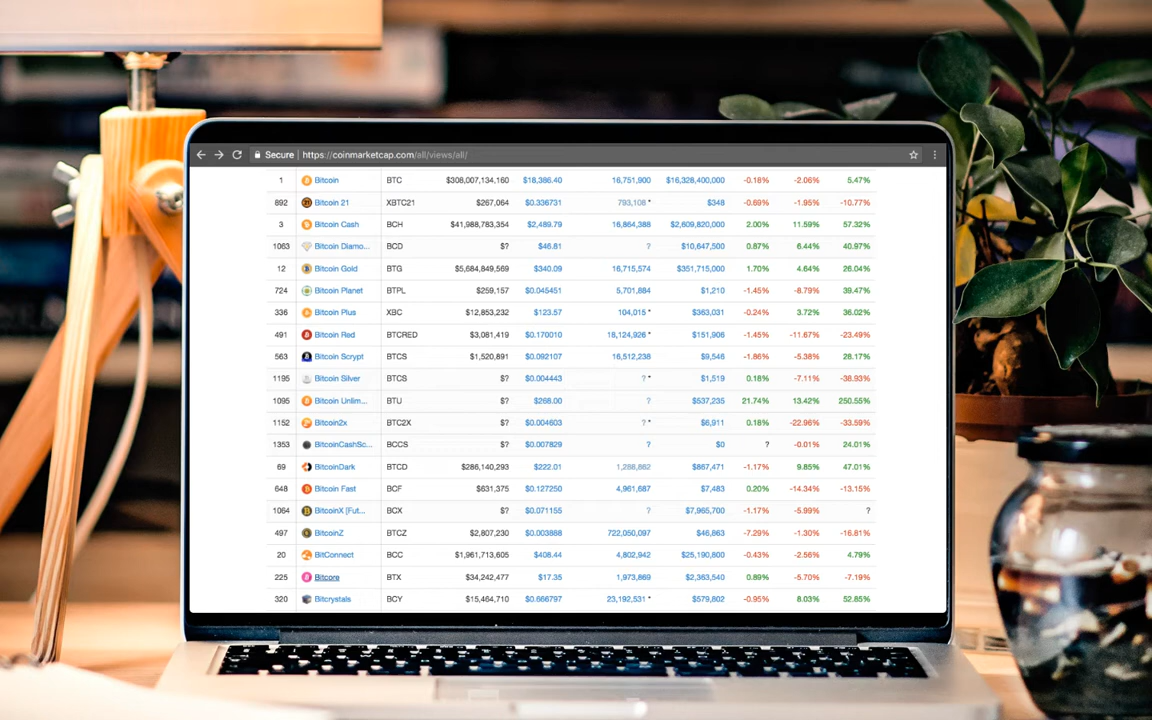 Secure | https://coinmarketcap.com/all/views/all/
1 Bitcoin BTC $308,007,134,160 $18,386.40 16,751,900 $16,328,400,000 -0.18% -2.06% 5.47%
892 Bitcoin 21 XBTC21 $267,064 $0.336731 793,108 * $348 -0.69% -1.95% -10.77%
3 Bitcoin Cash BCH $41,988,783,354 $2,489.79 16,864,388 $2,609,820,000 2.00% 11.59% 57.32%
1063 Bitcoin Diamo... BCD $? $46.81 ? $10,647,500 0.87% 6.44% 40.97%
12 Bitcoin Gold BTG $5,684,849,569 $340.09 16,715,574 $351,715,000 1.70% 4.64% 26.04%
724 Bitcoin Planet BTPL $259,157 $0.045451 5,701,884 $1,210 -1.45% -8.79% 39.47%
336 Bitcoin Plus XBC $12,853,232 $123.57 104,015 * $363,031 -0.24% 3.72% 36.02%
491 Bitcoin Red BTCRED $3,081,419 $0.170010 18,124,926 * $151,906 -1.45% -11.67% -23.49%
563 Bitcoin Scrypt BTCS $1,520,891 $0.092107 16,512,238 $9,546 -1.86% -5.38% 28.17%
1195 Bitcoin Silver BTCS $? $0.004443 ? * $1,519 0.18% -7.11% -38.93%
1095 Bitcoin Unlim... BTU $? $268.00 ? $537,235 21.74% 13.42% 250.55%
1152 Bitcoin2x BTC2X $? $0.004603 ? * $6,911 0.18% -22.96% -33.59%
1353 BitcoinCashSc... BCCS $? $0.007829 ? $0 ? -0.01% 24.01%
69 BitcoinDark BTCD $286,140,293 $222.01 1,288,862 $867,471 -1.17% 9.85% 47.01%
648 Bitcoin Fast BCF $631,375 $0.127250 4,961,687 $7,483 0.20% -14.34% -13.15%
1064 BitcoinX [Fut... BCX $? $0.071155 ? $7,965,700 -1.17% -5.99% ?
497 BitcoinZ BTCZ $2,807,230 $0.003888 722,050,097 $46,863 -7.29% -1.30% -16.81%
20 BitConnect BCC $1,961,713,605 $408.44 4,802,942 $25,190,800 -0.43% -2.56% 4.79%
225 Bitcore BTX $34,242,477 $17.35 1,973,869 $2,363,540 0.89% -5.70% -7.19%
320 Bitcrystals BCY $15,464,710 $0.666797 23,192,531 * $579,802 -0.95% 8.03% 52.85%